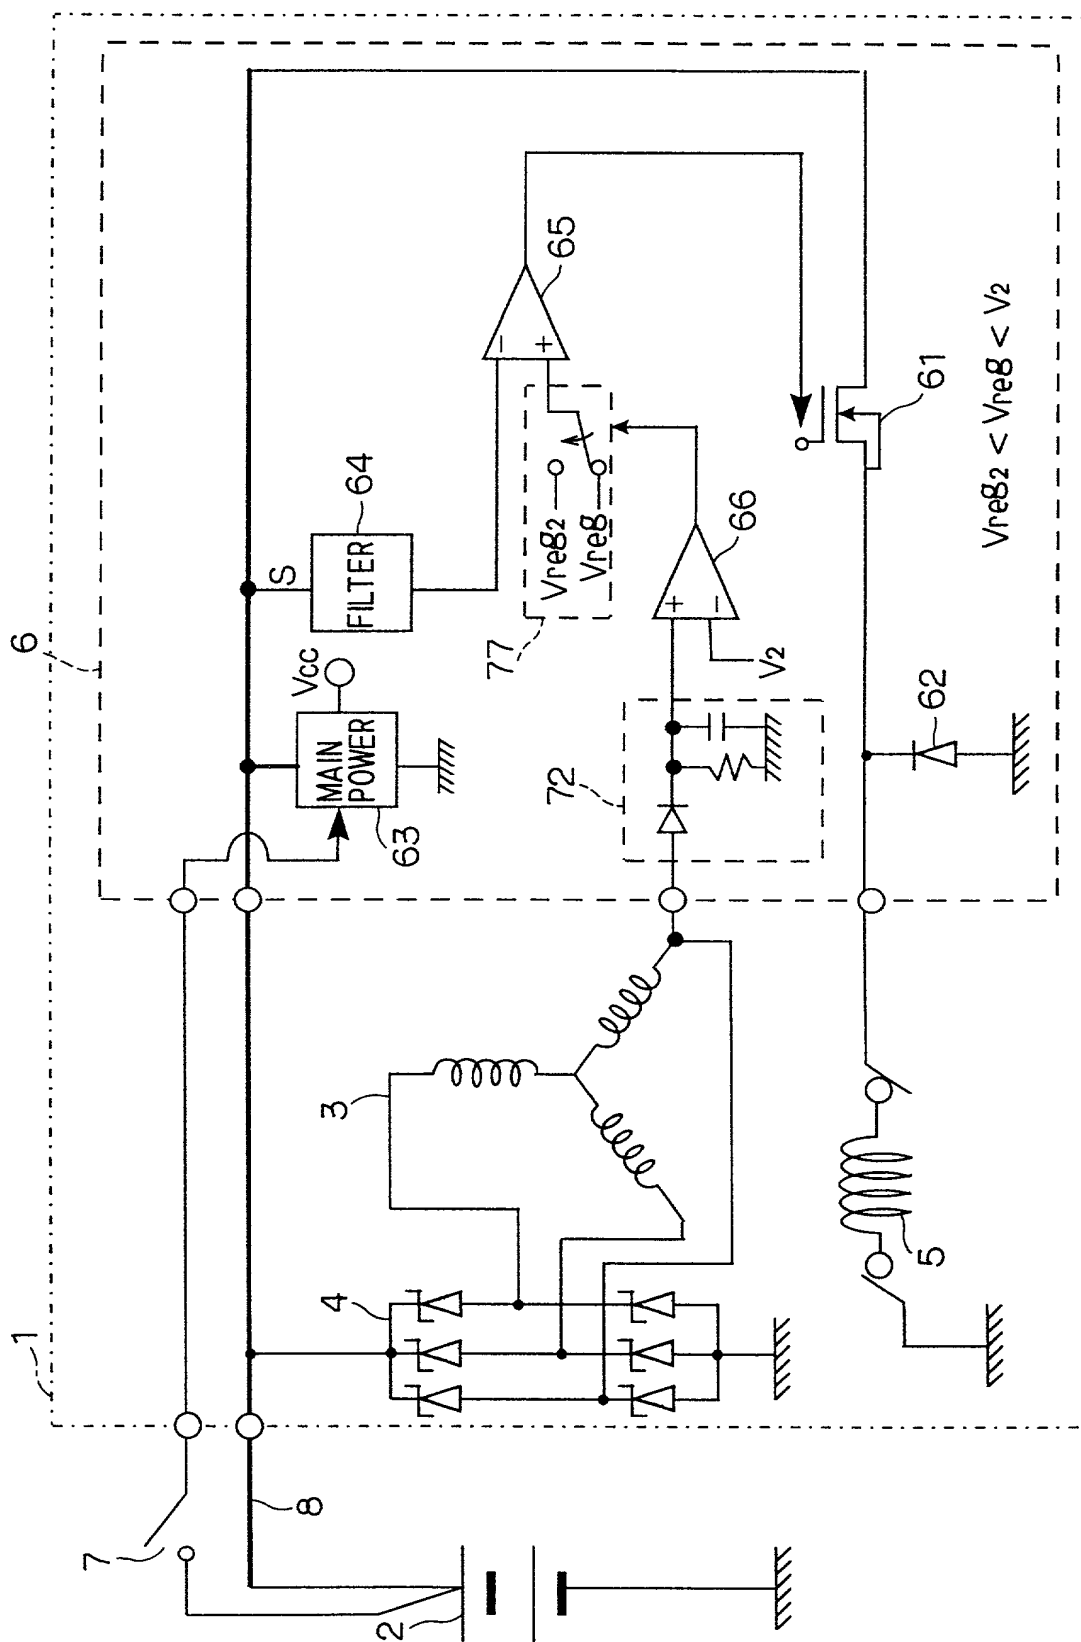 1
6
7
8
2
4
3
5
MAIN
POWER
63
Vcc
S
FILTER
64
65
−
+
77
Vreg2
Vreg
66
+
−
V2
72
62
61
Vreg2 < Vreg < V2